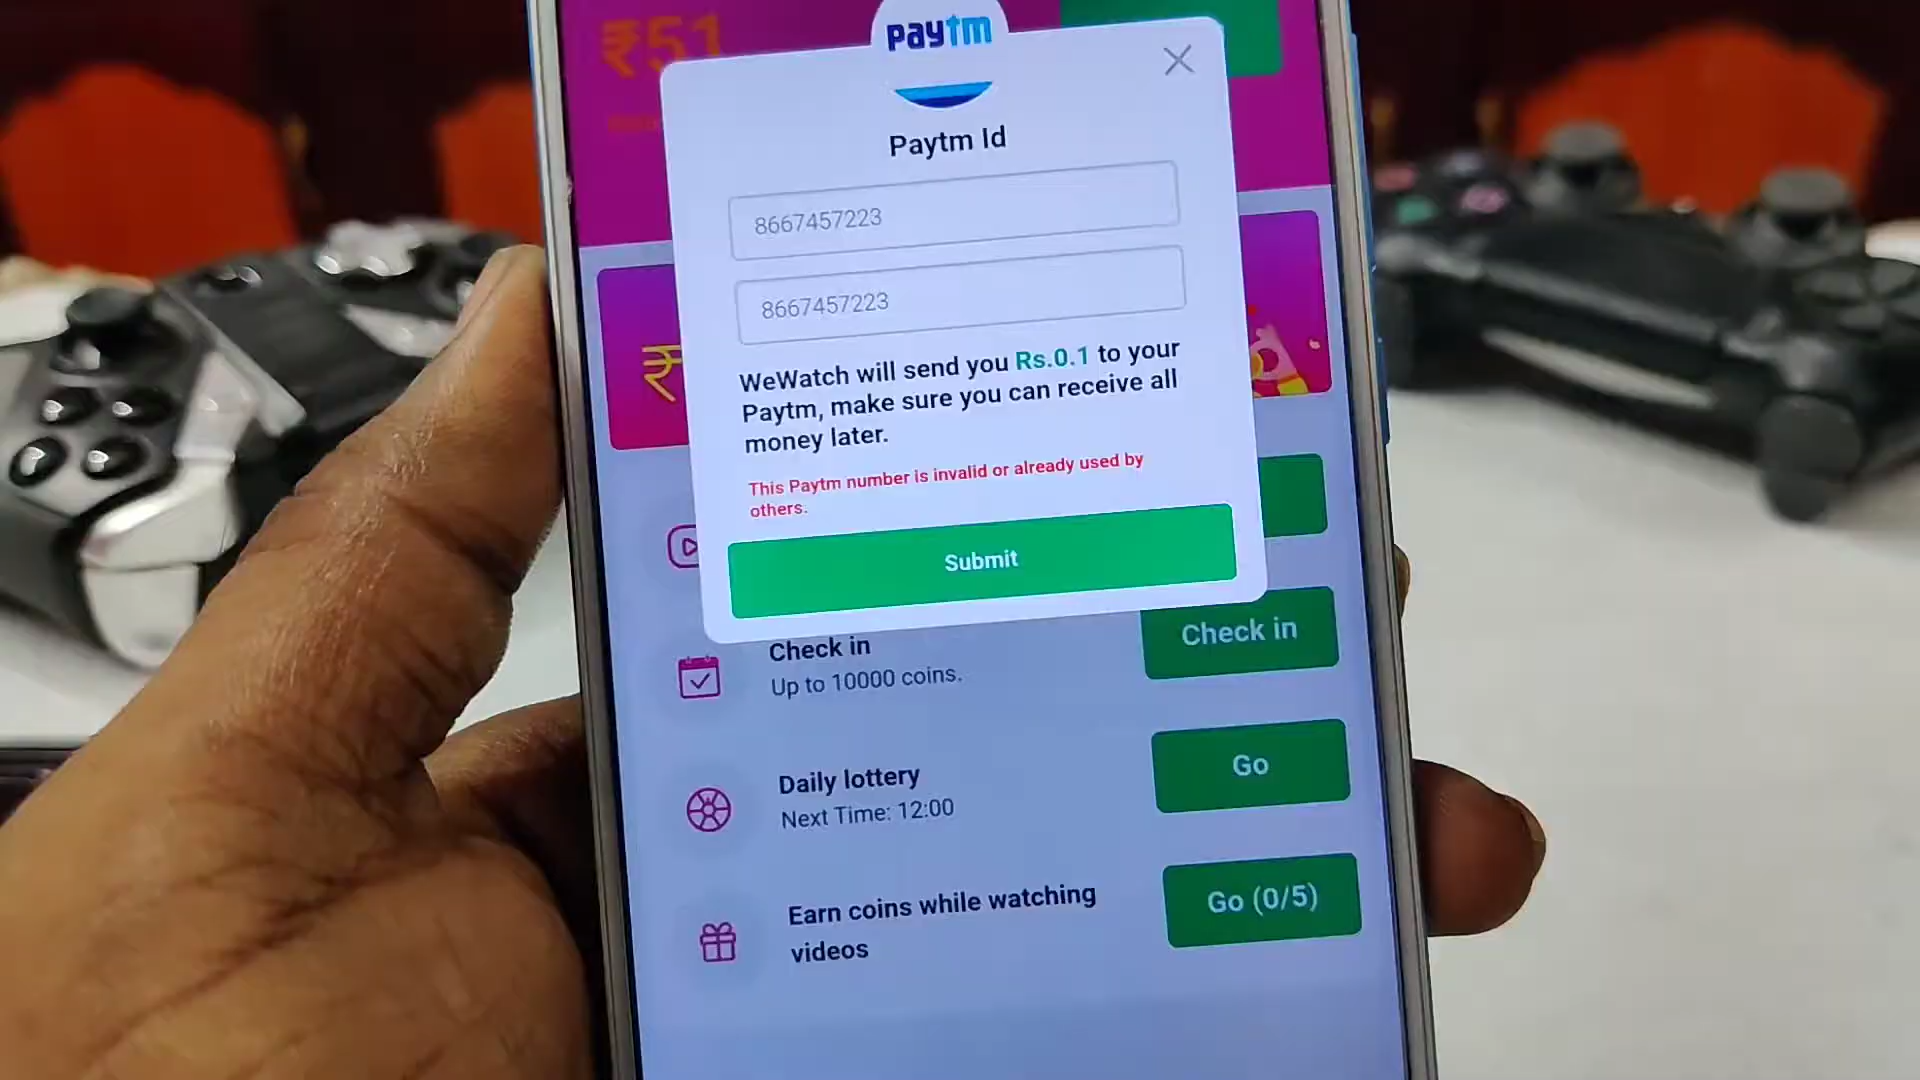 ₹51
paytm
Paytm Id
8667457223
8667457223
WeWatch will send you Rs.0.1 to your
Paytm, make sure you can receive all
money later.
This Paytm number is invalid or already used by
others.
Submit
₹
Check in
Up to 10000 coins.
Check in
Daily lottery
Next Time: 12:00
Go
Earn coins while watching
videos
Go (0/5)